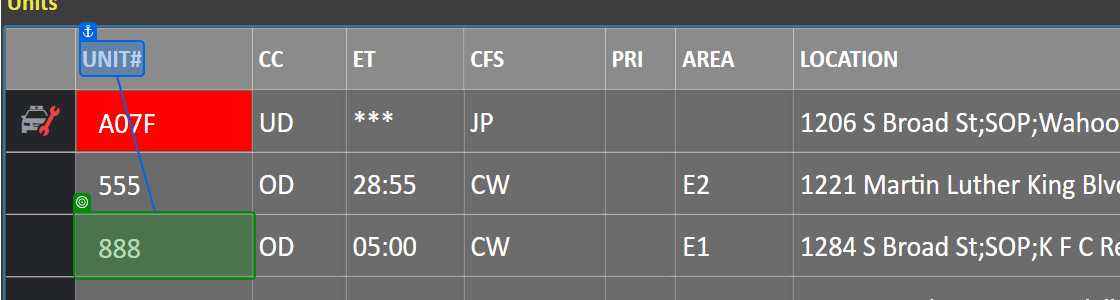 Units
UNIT# CC ET CFS PRI AREA LOCATION
A07F UD *** JP 1206 S Broad St;SOP;Wahoo
555 OD 28:55 CW E2 1221 Martin Luther King Blv
888 OD 05:00 CW E1 1284 S Broad St;SOP;K F C Re